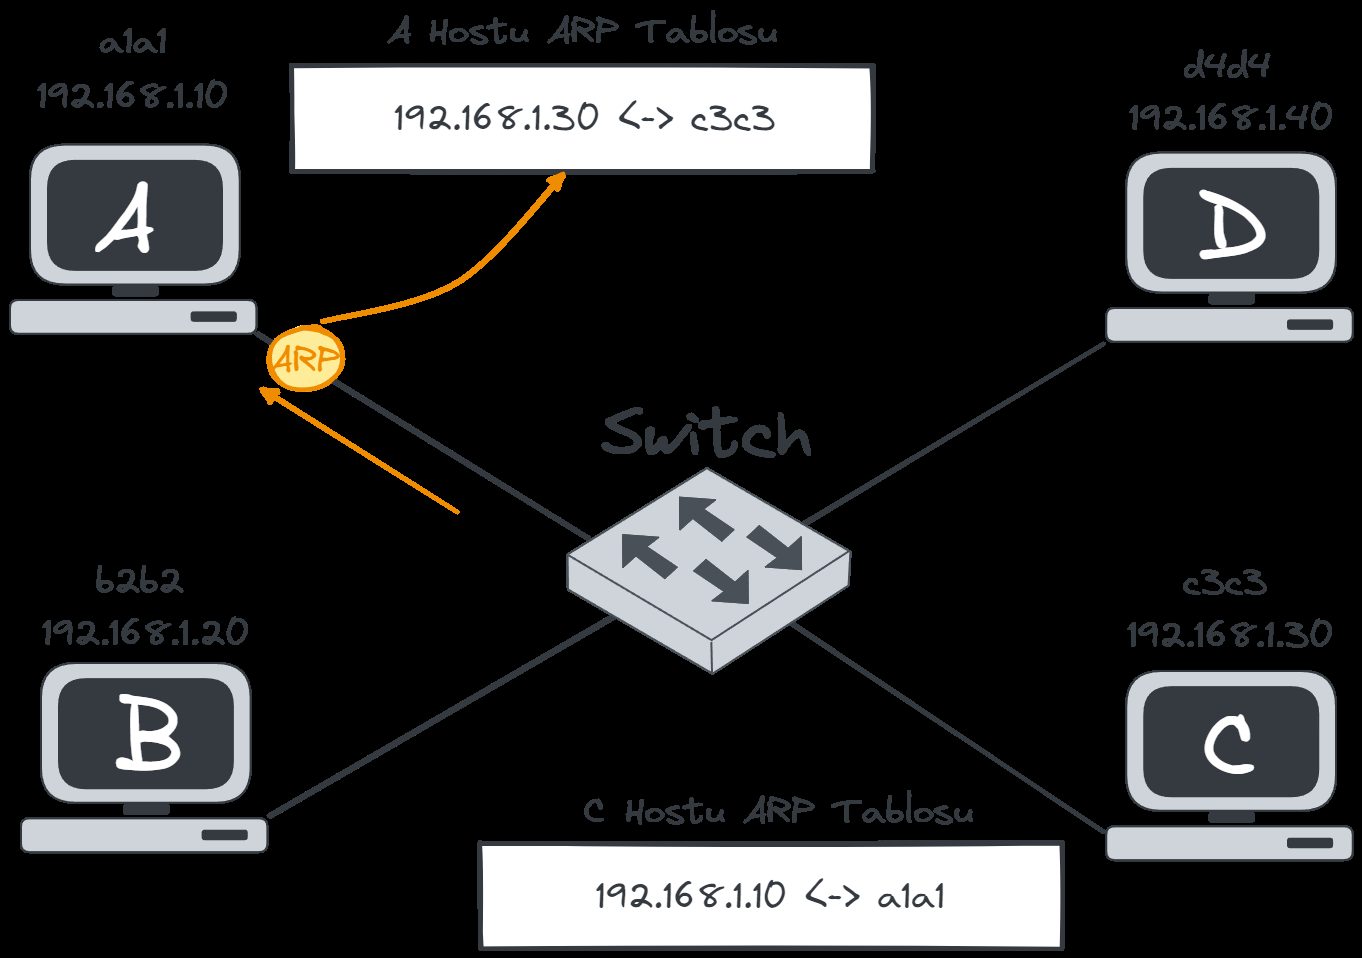 a1a1
192.168.1.10
A Hostu ARP Tablosu
192.168.1.30 <-> c3c3
d4d4
192.168.1.40
A
D
ARP
Switch
b2b2
192.168.1.20
c3c3
192.168.1.30
B
C
C Hostu ARP Tablosu
192.168.1.10 <-> a1a1